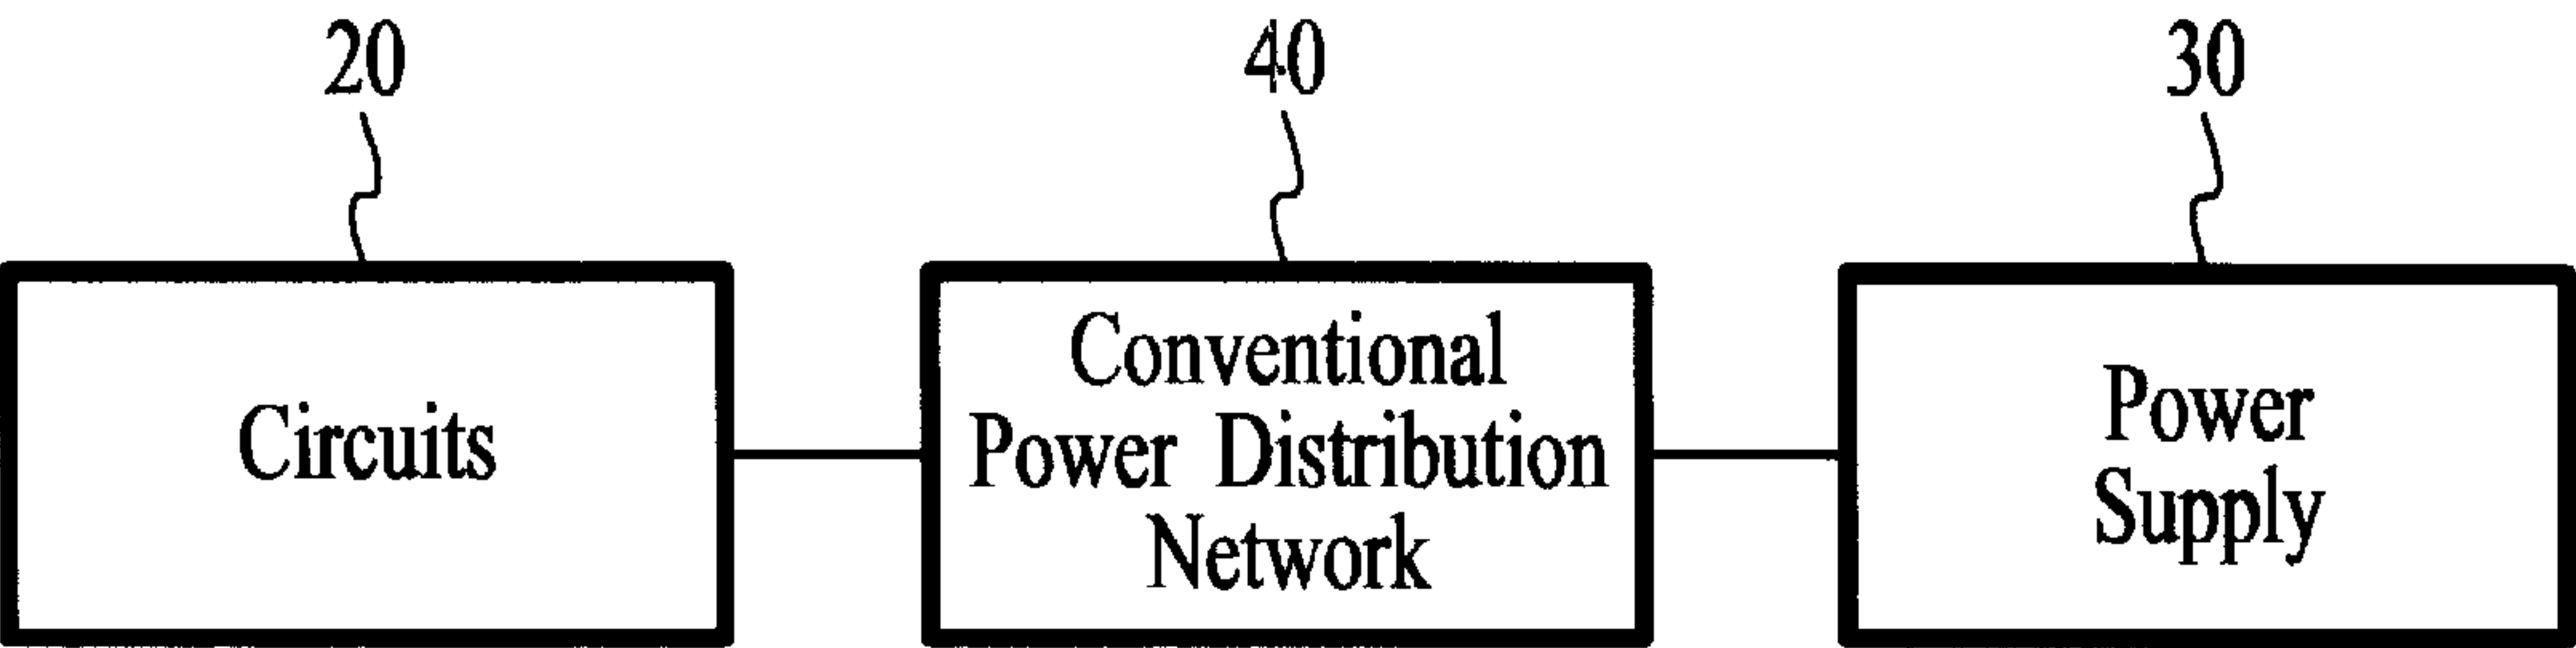 20
40
30
Circuits
Conventional
Power Distribution
Network
Power
Supply